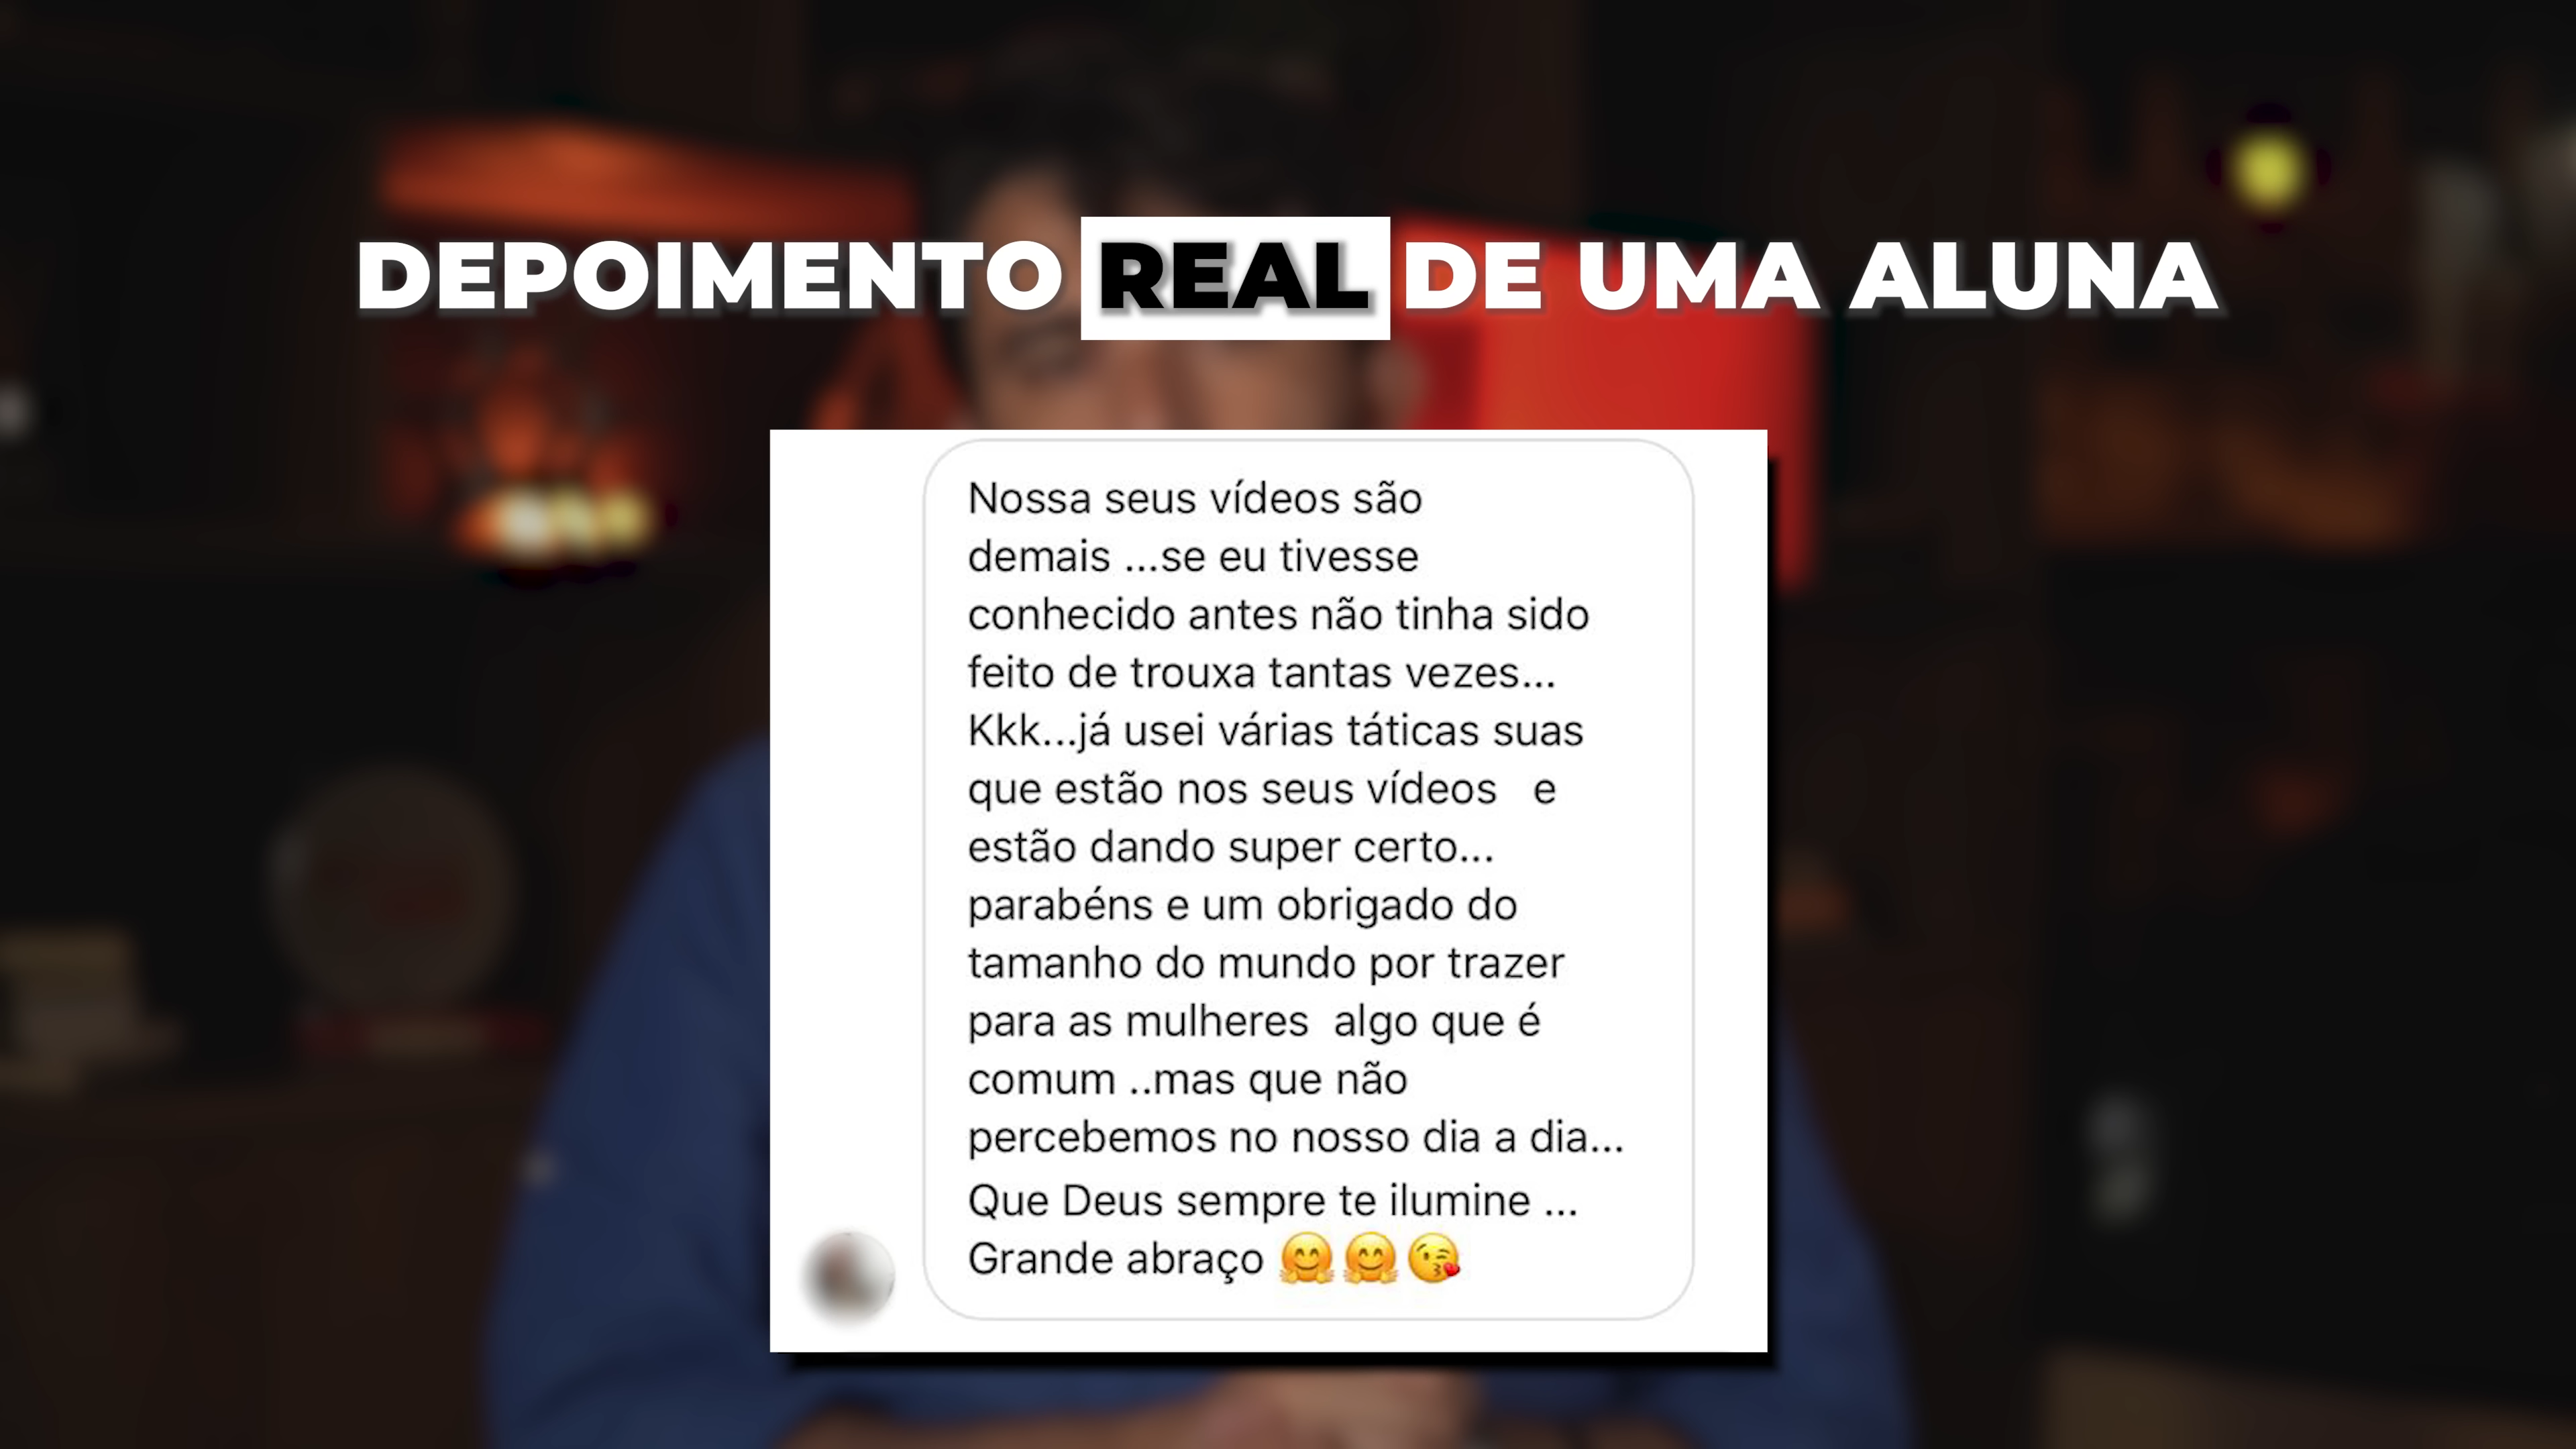 DEPOIMENTO REAL DE UMA ALUNA
Nossa seus vídeos são
demais ...se eu tivesse
conhecido antes não tinha sido
feito de trouxa tantas vezes...
Kkk...já usei várias táticas suas
que estão nos seus vídeos   e
estão dando super certo...
parabéns e um obrigado do
tamanho do mundo por trazer
para as mulheres  algo que é
comum ..mas que não
percebemos no nosso dia a dia...
Que Deus sempre te ilumine ...
Grande abraço 🤗🤗😘